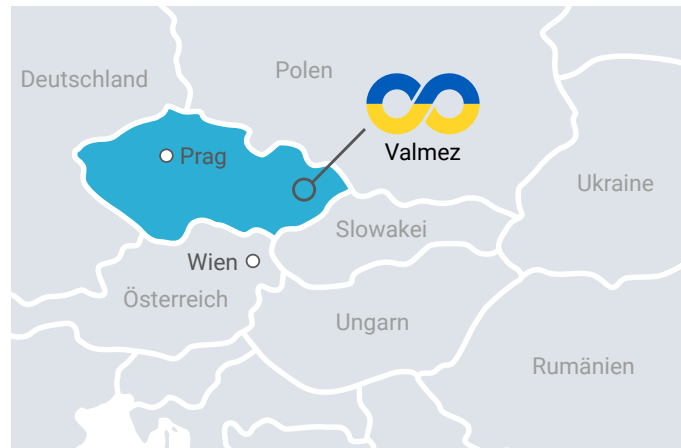 Deutschland
Polen
Valmez
Prag
Ukraine
Slowakei
Wien
Österreich
Ungarn
Rumänien